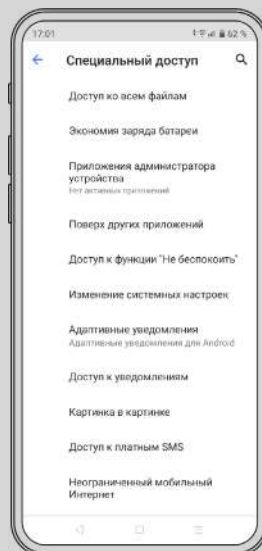 17:01
62 %
Специальный доступ
Доступ ко всем файлам
Экономия заряда батареи
Приложения администратора
устройства
Нет активных приложений
Поверх других приложений
Доступ к функции "Не беспокоить"
Изменение системных настроек
Адаптивные уведомления
Адаптивные уведомления для Android
Доступ к уведомлениям
Картинка в картинке
Доступ к платным SMS
Неограниченный мобильный
Интернет